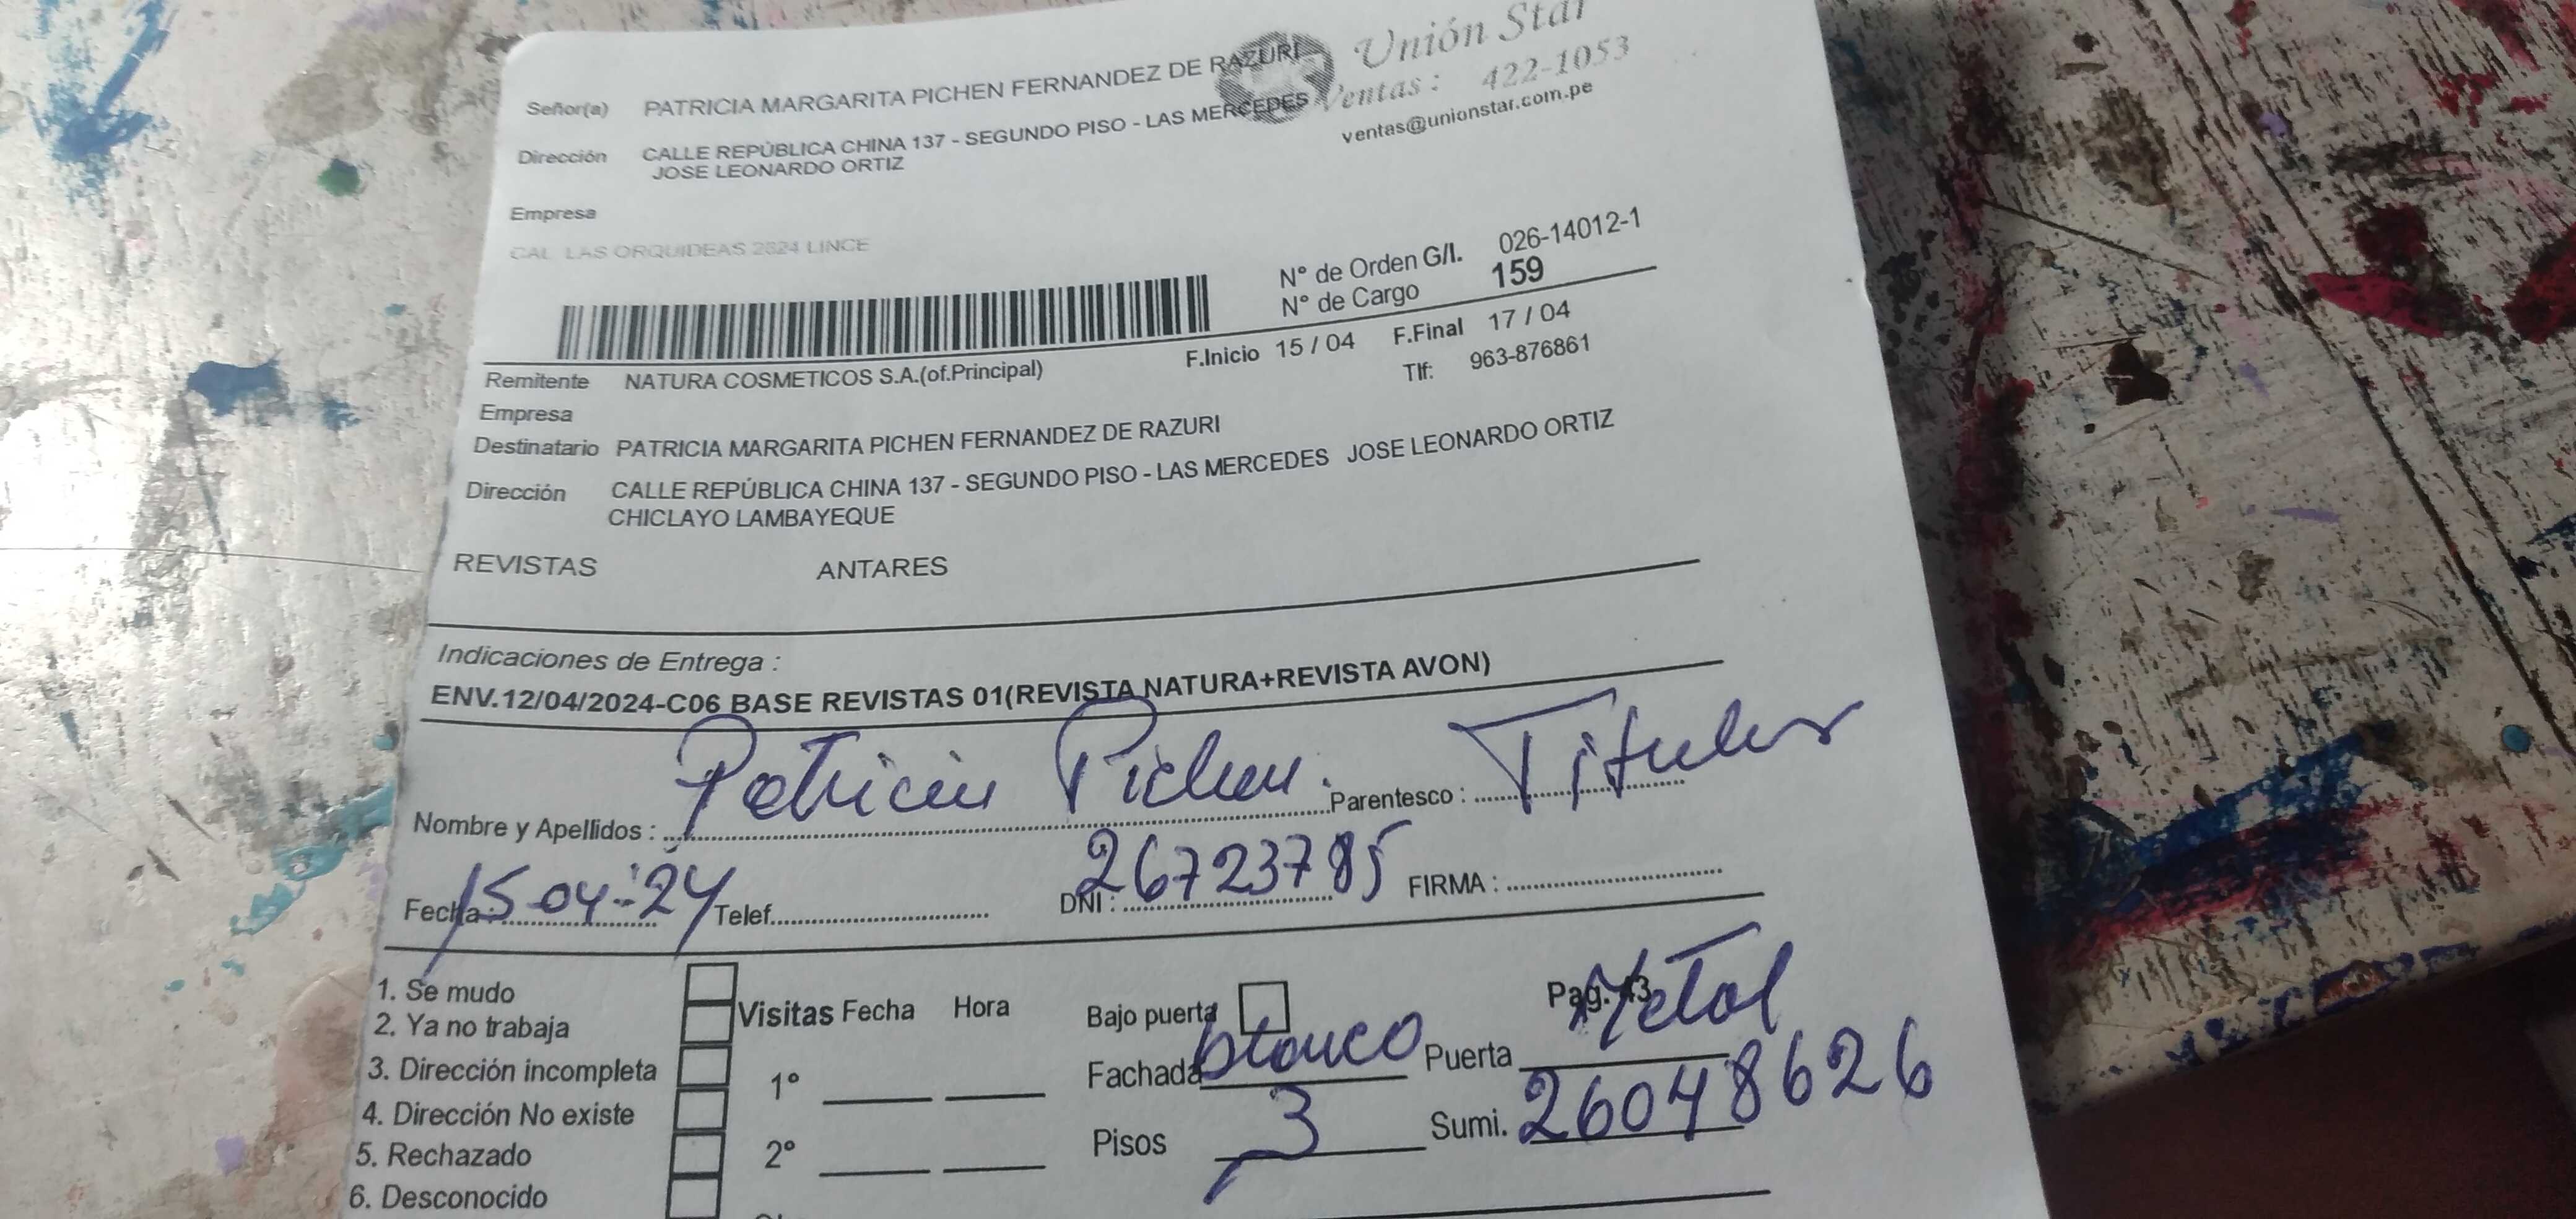 Unión Star
Señor(a) PATRICIA MARGARITA PICHEN FERNANDEZ DE RAZURI
Ventas: 422-1053
ventas@unionstar.com.pe
Dirección CALLE REPÚBLICA CHINA 137 - SEGUNDO PISO - LAS MERCEDES
JOSE LEONARDO ORTIZ
Empresa
CAL LAS ORQUIDEAS 2624 LINCE
N° de Orden G/I. 026-14012-1
N° de Cargo 159
F.Inicio 15 / 04 F.Final 17 / 04
Remitente NATURA COSMETICOS S.A.(of.Principal)
Tlf: 963-876861
Empresa
Destinatario PATRICIA MARGARITA PICHEN FERNANDEZ DE RAZURI
Dirección CALLE REPÚBLICA CHINA 137 - SEGUNDO PISO - LAS MERCEDES JOSE LEONARDO ORTIZ
CHICLAYO LAMBAYEQUE
REVISTAS ANTARES
Indicaciones de Entrega :
ENV.12/04/2024-C06 BASE REVISTAS 01(REVISTA NATURA+REVISTA AVON)
Nombre y Apellidos : Patricia Pichen. Parentesco : Titular
Fecha : 15-04-24 Telef. DNI : 26723785 FIRMA :
1. Se mudo
2. Ya no trabaja
3. Dirección incompleta
4. Dirección No existe
5. Rechazado
6. Desconocido
Visitas Fecha Hora
1°
2°
Bajo puerta Pag. 43
Fachada blanco Puerta Metal
Pisos 3 Sumi. 26048626